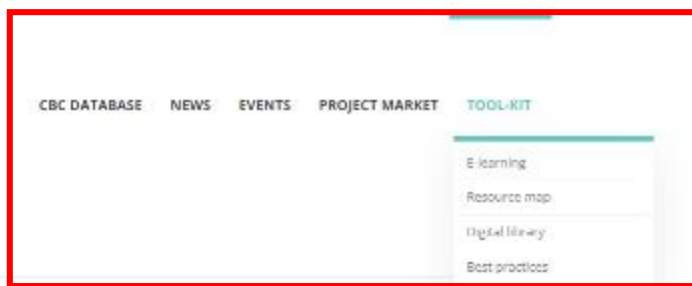 CBC DATABASE NEWS EVENTS PROJECT MARKET TOOL-KIT
E-learning
Resource map
Digital library
Best practices